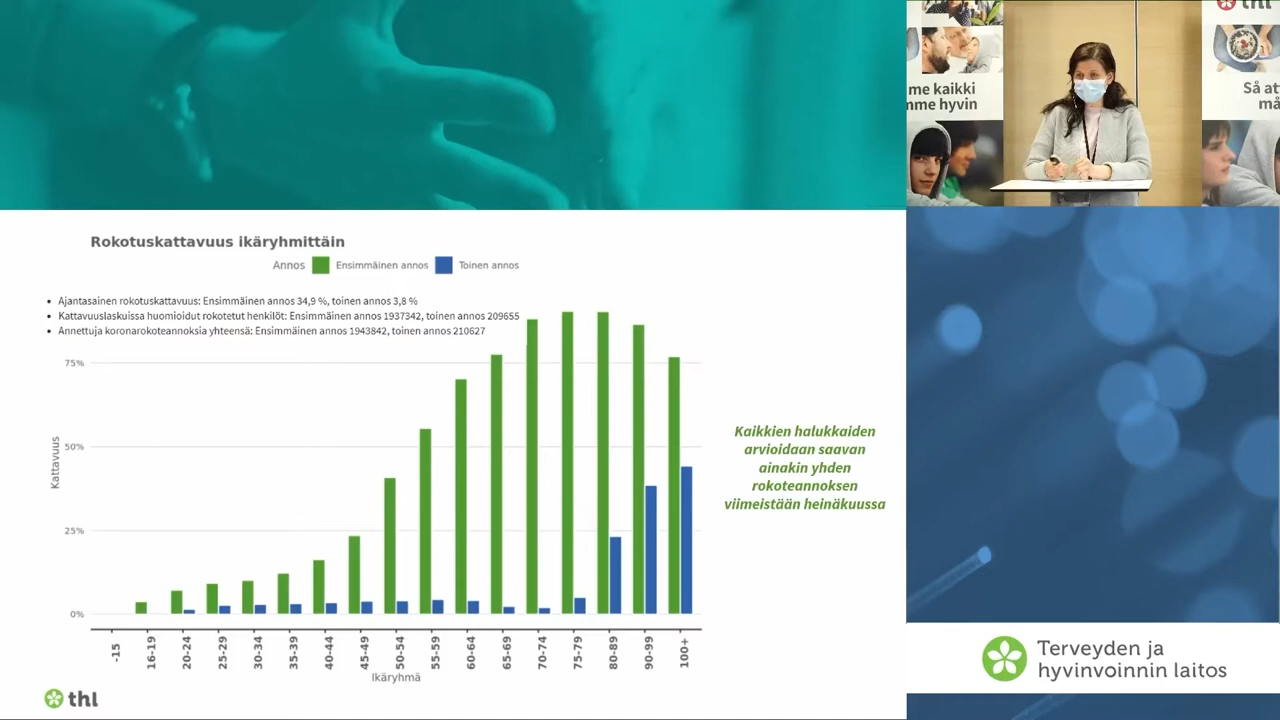 thl
me kaikki
mme hyvin
Så at
må
Rokotuskattavuus ikäryhmittäin
Annos Ensimmäinen annos Toinen annos
• Ajantasainen rokotuskattavuus: Ensimmäinen annos 34,9 %, toinen annos 3,8 %
• Kattavuuslaskuissa huomioidut rokotetut henkilöt: Ensimmäinen annos 1937342, toinen annos 209655
• Annettuja koronarokoteannoksia yhteensä: Ensimmäinen annos 1943842, toinen annos 210627
75%
50%
25%
0%
Kattavuus
-15 16-19 20-24 25-29 30-34 35-39 40-44 45-49 50-54 55-59 60-64 65-69 70-74 75-79 80-89 90-99 100+
Ikäryhmä
Kaikkien halukkaiden
arvioidaan saavan
ainakin yhden
rokoteannoksen
viimeistään heinäkuussa
thl
Terveyden ja
hyvinvoinnin laitos